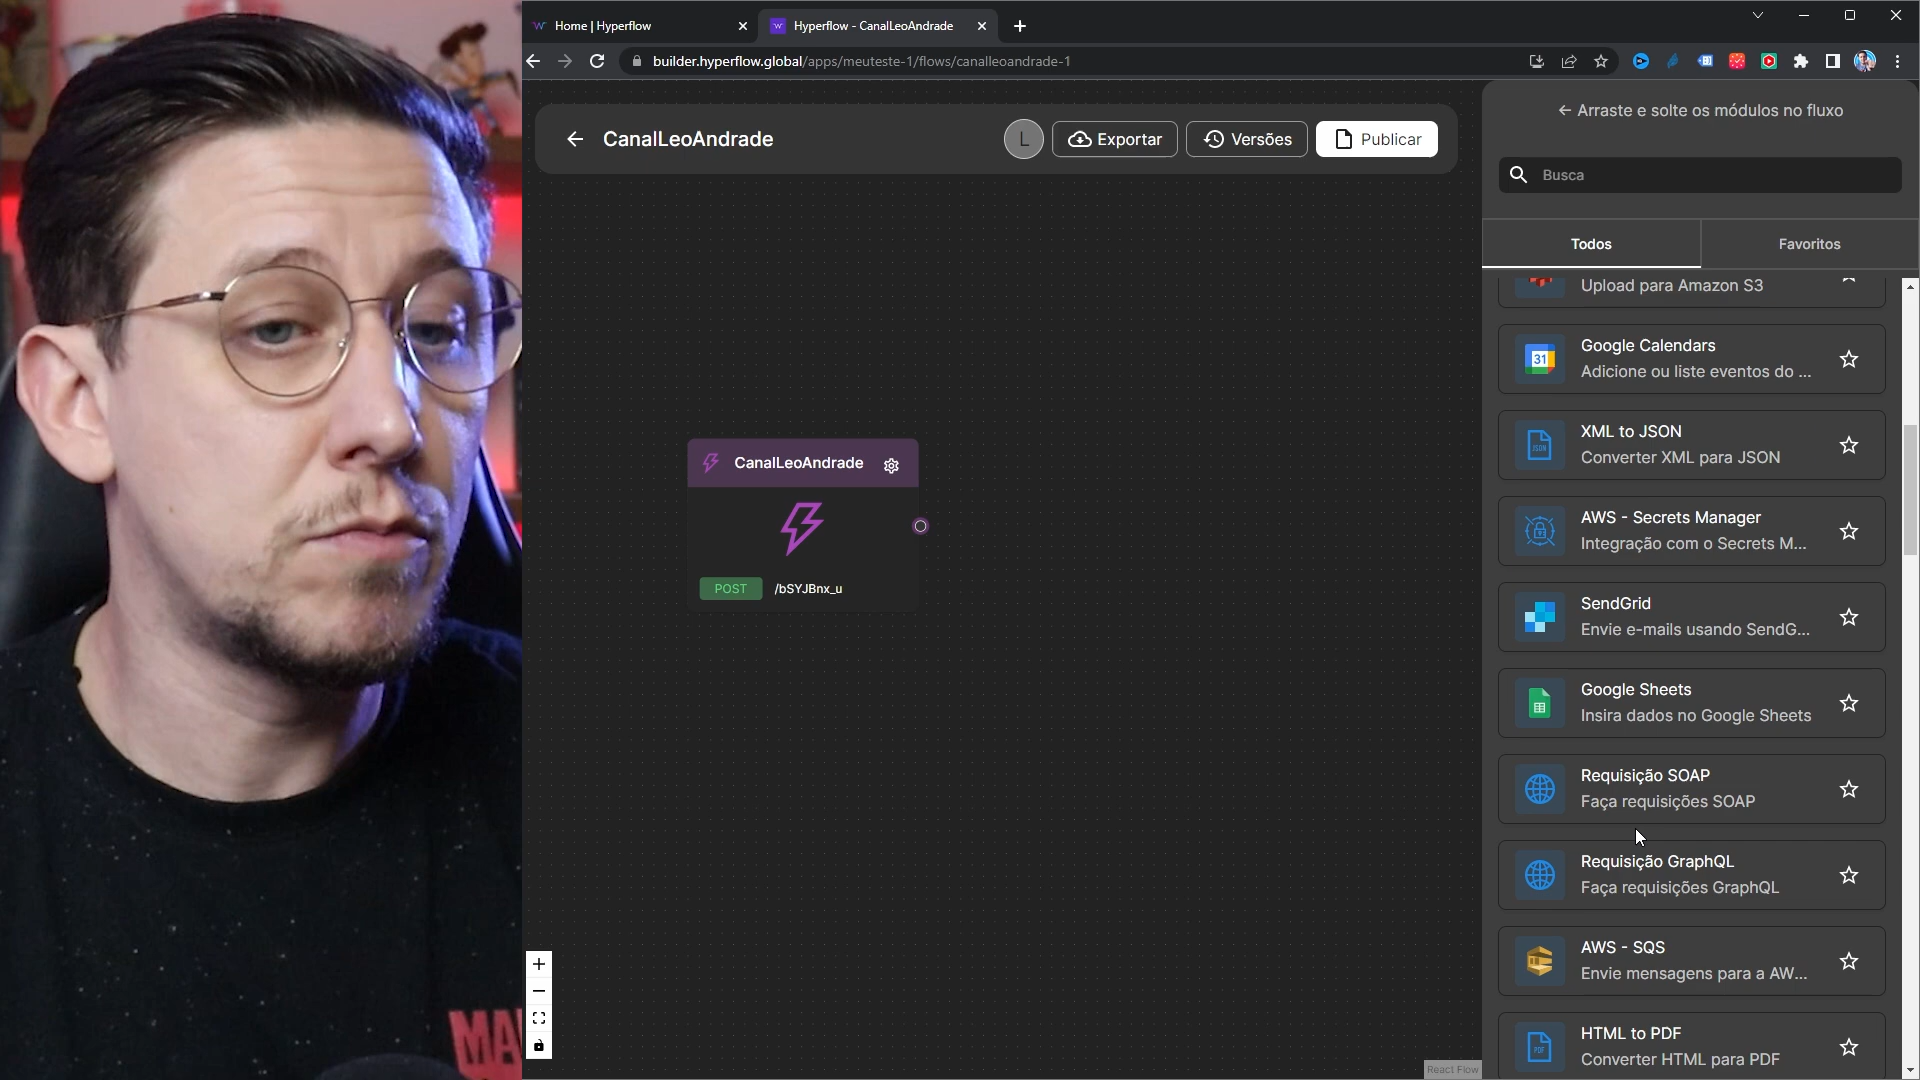 Home | Hyperflow
Hyperflow - CanalLeoAndrade
builder.hyperflow.global/apps/meuteste-1/flows/canalleoandrade-1
← Arraste e solte os módulos no fluxo
CanalLeoAndrade
L
Exportar
Versões
Publicar
Busca
Todos
Favoritos
Upload para Amazon S3
31
Google Calendars
Adicione ou liste eventos do ...
JSON
XML to JSON
Converter XML para JSON
AWS - Secrets Manager
Integração com o Secrets M...
SendGrid
Envie e-mails usando SendG...
Google Sheets
Insira dados no Google Sheets
Requisição SOAP
Faça requisições SOAP
Requisição GraphQL
Faça requisições GraphQL
AWS - SQS
Envie mensagens para a AW...
PDF
HTML to PDF
Converter HTML para PDF
CanalLeoAndrade
POST
/bSYJBnx_u
React Flow
MA